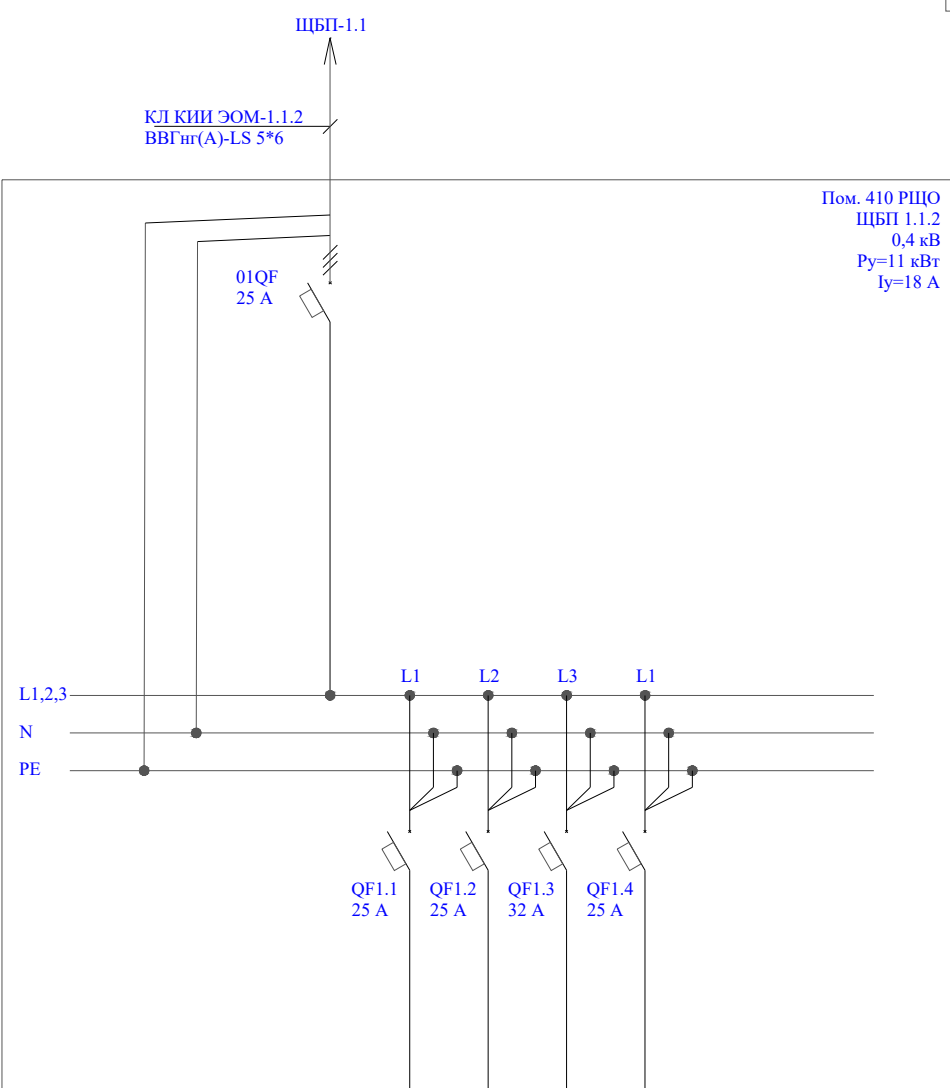 ЩБП-1.1
КЛ КИИ ЭОМ-1.1.2
ВВГнг(А)-LS 5*6
Пом. 410 РЩО
ЩБП 1.1.2
0,4 кВ
Ру=11 кВт
Iу=18 А
01QF
25 А
L1 L2 L3 L1
L1,2,3
N
PE
QF1.1 QF1.2 QF1.3 QF1.4
25 А 25 А 32 А 25 А